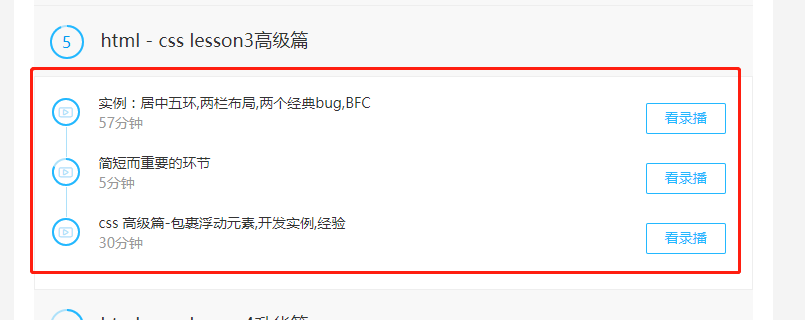 5 html - css lesson3高级篇
实例：居中五环,两栏布局,两个经典bug,BFC
57分钟
看录播
简短而重要的环节
5分钟
看录播
css 高级篇-包裹浮动元素,开发实例,经验
30分钟
看录播